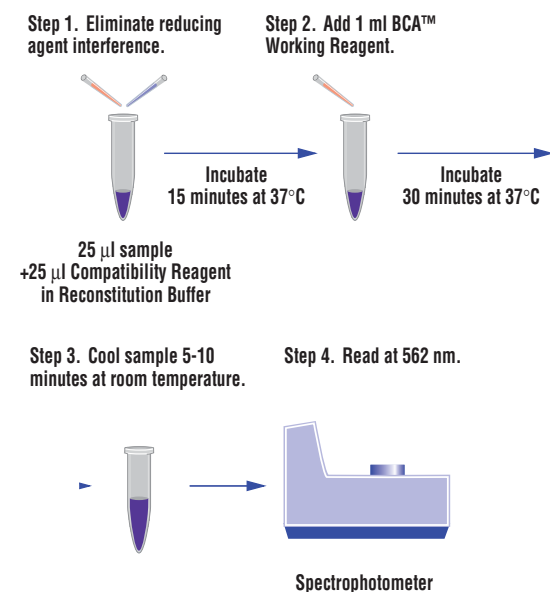 Step 1. Eliminate reducing
agent interference.
Step 2. Add 1 ml BCA™
Working Reagent.
Incubate
15 minutes at 37°C
Incubate
30 minutes at 37°C
25 μl sample
+25 μl Compatibility Reagent
in Reconstitution Buffer
Step 3. Cool sample 5-10
minutes at room temperature.
Step 4. Read at 562 nm.
Spectrophotometer